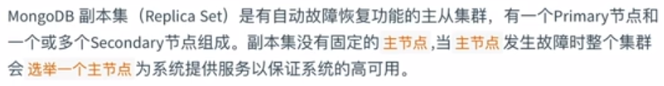 MongoDB 副本集（Replica Set）是有自动故障恢复功能的主从集群，有一个Primary节点和
一个或多个Secondary节点组成。副本集没有固定的 主节点 ,当 主节点 发生故障时整个集群
会 选举一个主节点 为系统提供服务以保证系统的高可用。